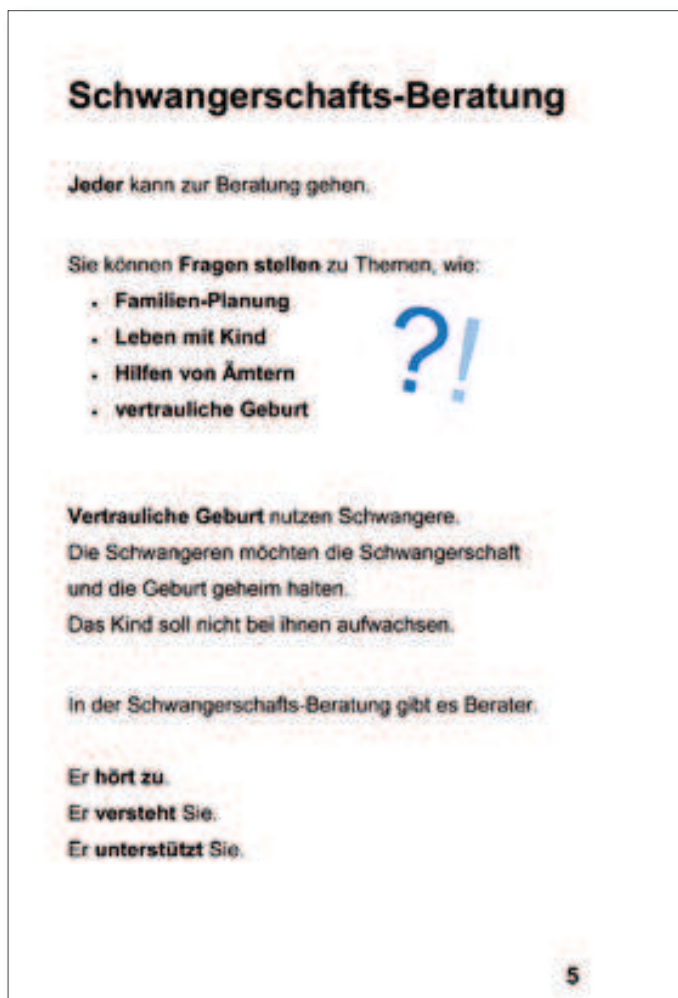 Schwangerschafts-Beratung
Jeder kann zur Beratung gehen.
Sie können Fragen stellen zu Themen, wie:
• Familien-Planung
• Leben mit Kind
• Hilfen von Ämtern
• vertrauliche Geburt
?!
Vertrauliche Geburt nutzen Schwangere.
Die Schwangeren möchten die Schwangerschaft
und die Geburt geheim halten.
Das Kind soll nicht bei ihnen aufwachsen.
In der Schwangerschafts-Beratung gibt es Berater.
Er hört zu.
Er versteht Sie.
Er unterstützt Sie.
5